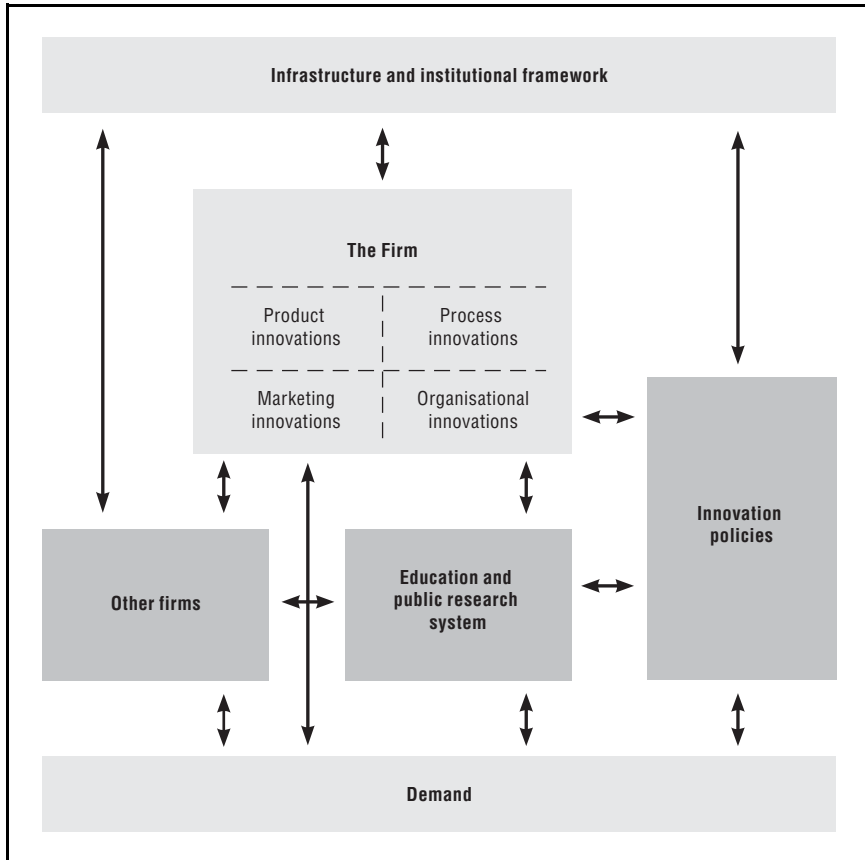 Infrastructure and institutional framework
The Firm
Product
innovations
Process
innovations
Marketing
innovations
Organisational
innovations
Innovation
policies
Other firms
Education and
public research
system
Demand